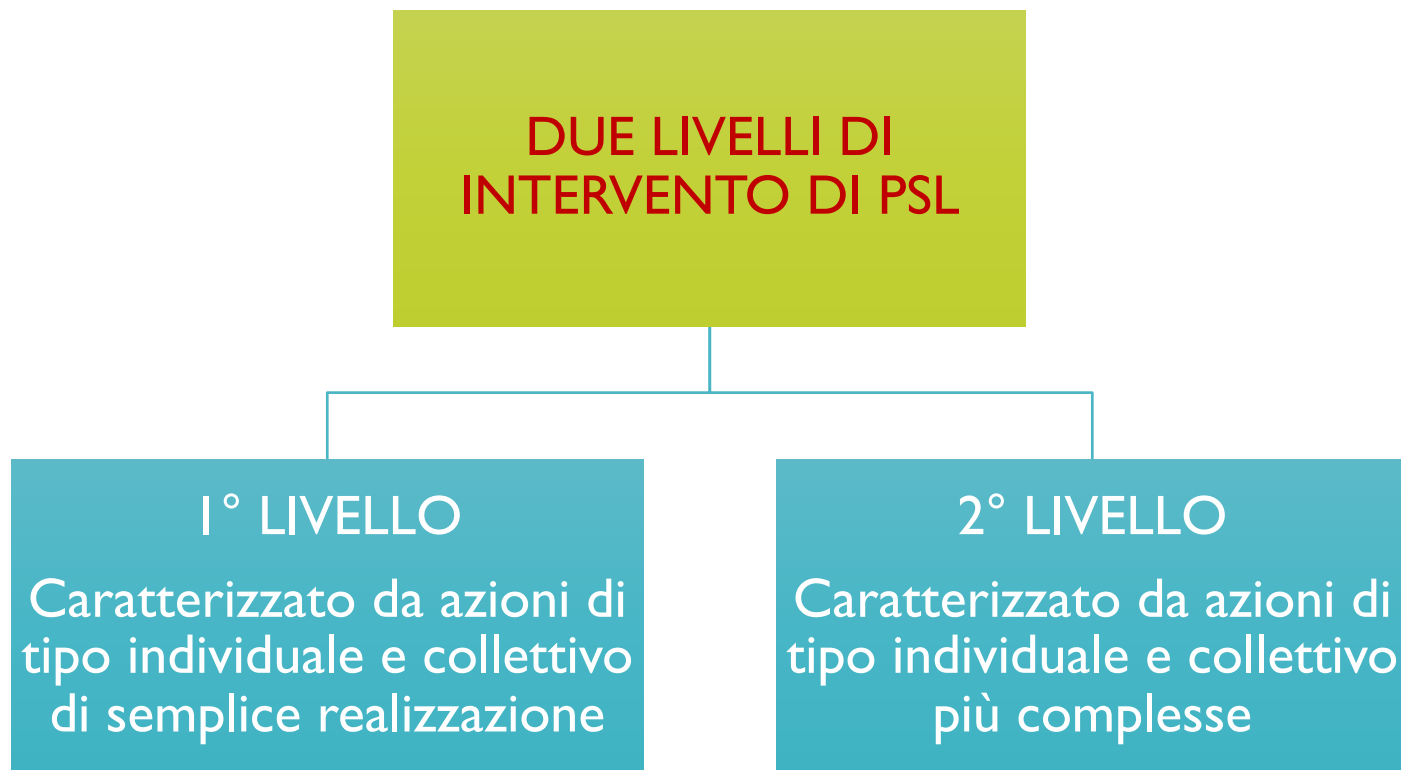 DUE LIVELLI DI
INTERVENTO DI PSL
1° LIVELLO
Caratterizzato da azioni di
tipo individuale e collettivo
di semplice realizzazione
2° LIVELLO
Caratterizzato da azioni di
tipo individuale e collettivo
più complesse